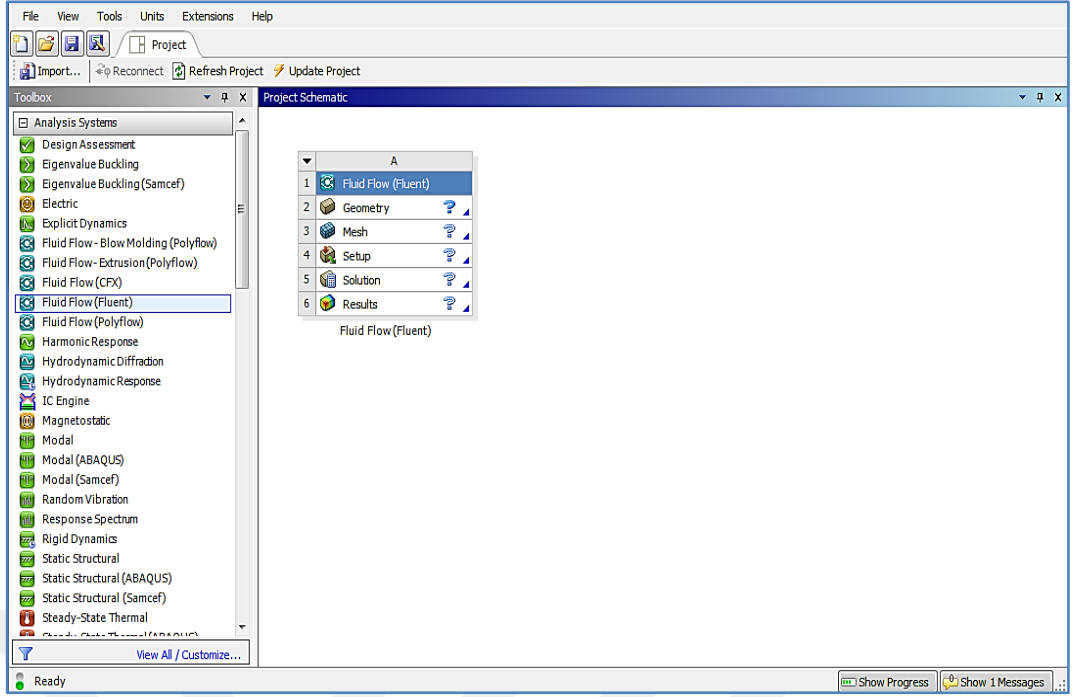 File View Tools Units Extensions Help
Project
Import... Reconnect Refresh Project Update Project
Toolbox
Analysis Systems
Design Assessment
Eigenvalue Buckling
Eigenvalue Buckling (Samcef)
Electric
Explicit Dynamics
Fluid Flow - Blow Molding (Polyflow)
Fluid Flow - Extrusion (Polyflow)
Fluid Flow (CFX)
Fluid Flow (Fluent)
Fluid Flow (Polyflow)
Harmonic Response
Hydrodynamic Diffraction
Hydrodynamic Response
IC Engine
Magnetostatic
Modal
Modal (ABAQUS)
Modal (Samcef)
Random Vibration
Response Spectrum
Rigid Dynamics
Static Structural
Static Structural (ABAQUS)
Static Structural (Samcef)
Steady-State Thermal
Steady-State Thermal (ABAQUS)
View All / Customize...
Project Schematic
A
1 Fluid Flow (Fluent)
2 Geometry ?
3 Mesh ?
4 Setup ?
5 Solution ?
6 Results ?
Fluid Flow (Fluent)
Ready
Show Progress Show 1 Messages